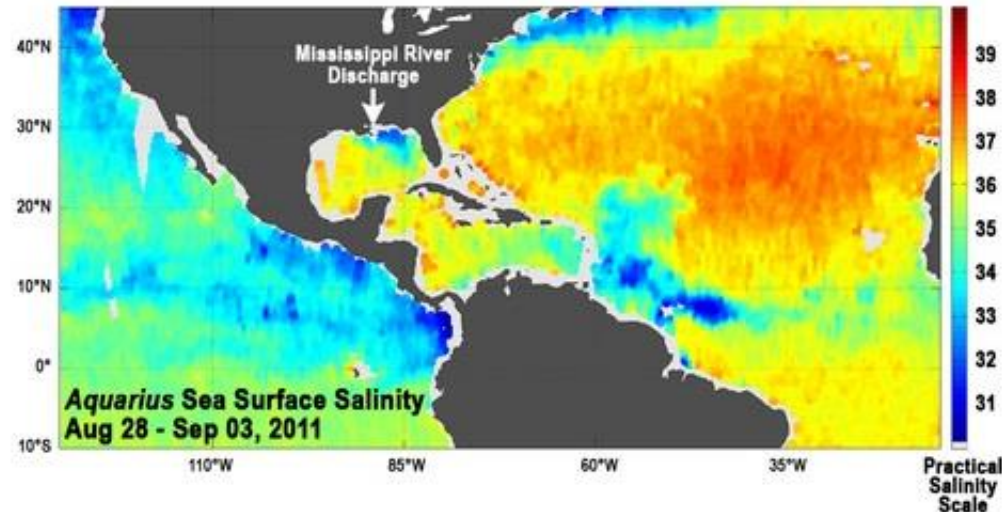 40°N
30°N
20°N
10°N
0°
10°S
Mississippi River
Discharge
Aquarius Sea Surface Salinity
Aug 28 - Sep 03, 2011
110°W
85°W
60°W
35°W
39
38
37
36
35
34
33
32
31
Practical
Salinity
Scale